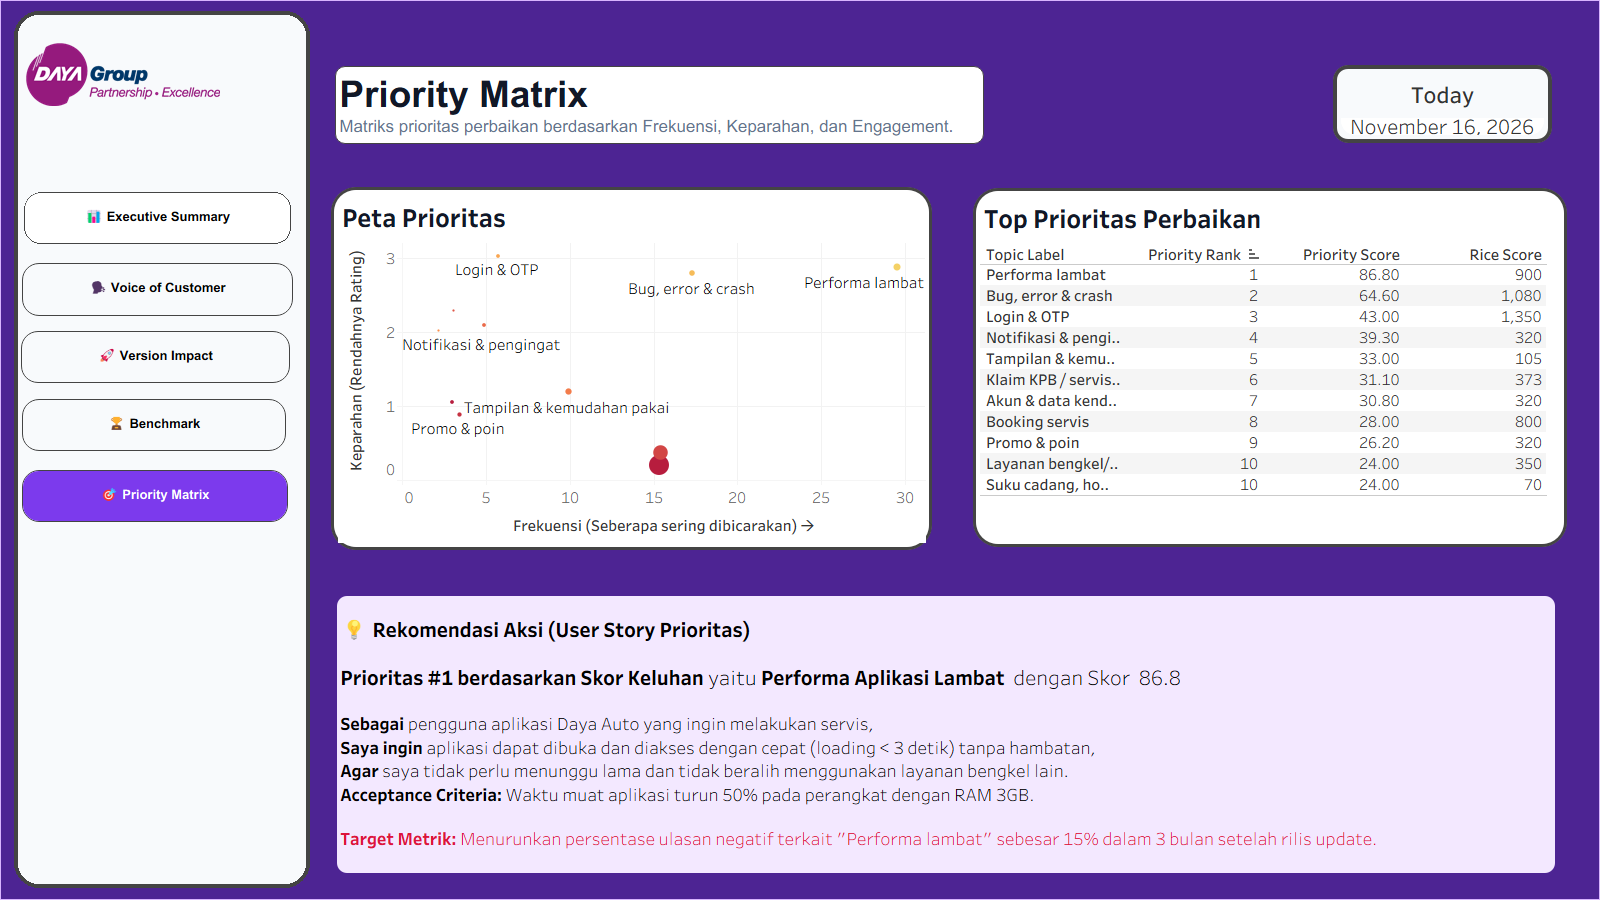 DAYA Group
Partnership • Excellence
Executive Summary
Voice of Customer
Version Impact
Benchmark
Priority Matrix
Priority Matrix
Matriks prioritas perbaikan berdasarkan Frekuensi, Keparahan, dan Engagement.
Today
November 16, 2026
Peta Prioritas
Keparahan (Rendahnya Rating)
3
2
1
0
Login & OTP
Bug, error & crash
Performa lambat
Notifikasi & pengingat
Tampilan & kemudahan pakai
Promo & poin
0 5 10 15 20 25 30
Frekuensi (Seberapa sering dibicarakan) →
Top Prioritas Perbaikan
Topic Label Priority Rank Priority Score Rice Score
Performa lambat 1 86.80 900
Bug, error & crash 2 64.60 1,080
Login & OTP 3 43.00 1,350
Notifikasi & pengi.. 4 39.30 320
Tampilan & kemu.. 5 33.00 105
Klaim KPB / servis.. 6 31.10 373
Akun & data kend.. 7 30.80 320
Booking servis 8 28.00 800
Promo & poin 9 26.20 320
Layanan bengkel/.. 10 24.00 350
Suku cadang, ho.. 10 24.00 70
Rekomendasi Aksi (User Story Prioritas)
Prioritas #1 berdasarkan Skor Keluhan yaitu Performa Aplikasi Lambat dengan Skor 86.8
Sebagai pengguna aplikasi Daya Auto yang ingin melakukan servis,
Saya ingin aplikasi dapat dibuka dan diakses dengan cepat (loading < 3 detik) tanpa hambatan,
Agar saya tidak perlu menunggu lama dan tidak beralih menggunakan layanan bengkel lain.
Acceptance Criteria: Waktu muat aplikasi turun 50% pada perangkat dengan RAM 3GB.
Target Metrik: Menurunkan persentase ulasan negatif terkait "Performa lambat" sebesar 15% dalam 3 bulan setelah rilis update.